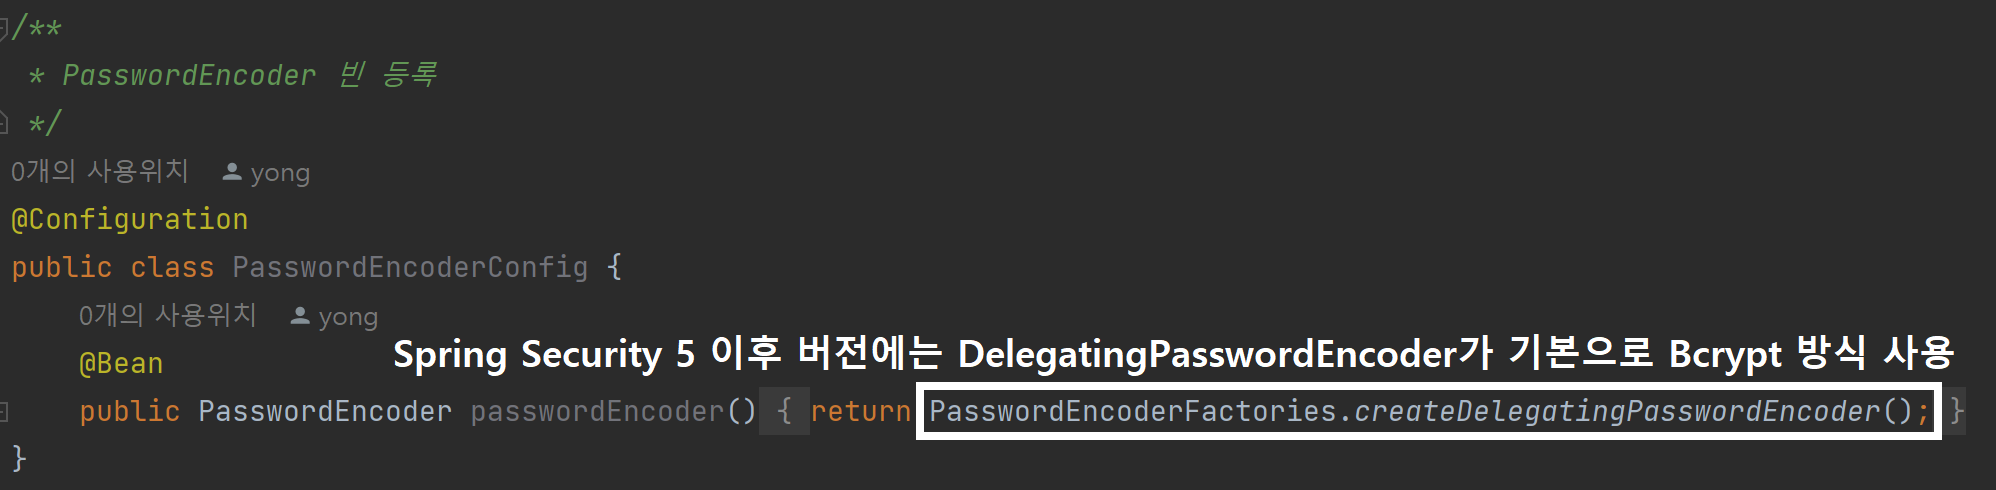 /**
 * PasswordEncoder 빈 등록
 */
0개의 사용위치 yong
@Configuration
public class PasswordEncoderConfig {
0개의 사용위치 yong
Spring Security 5 이후 버전에는 DelegatingPasswordEncoder가 기본으로 Bcrypt 방식 사용
@Bean
public PasswordEncoder passwordEncoder() { return PasswordEncoderFactories.createDelegatingPasswordEncoder(); }
}